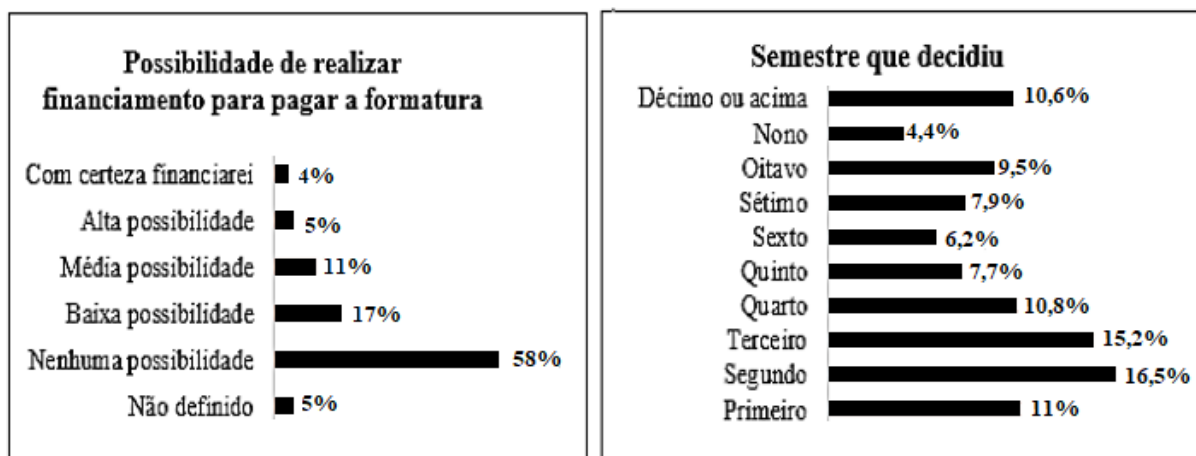 Possibilidade de realizar
financiamento para pagar a formatura
Com certeza financiarei 4%
Alta possibilidade 5%
Média possibilidade 11%
Baixa possibilidade 17%
Nenhuma possibilidade 58%
Não definido 5%
Semestre que decidiu
Décimo ou acima 10,6%
Nono 4,4%
Oitavo 9,5%
Sétimo 7,9%
Sexto 6,2%
Quinto 7,7%
Quarto 10,8%
Terceiro 15,2%
Segundo 16,5%
Primeiro 11%